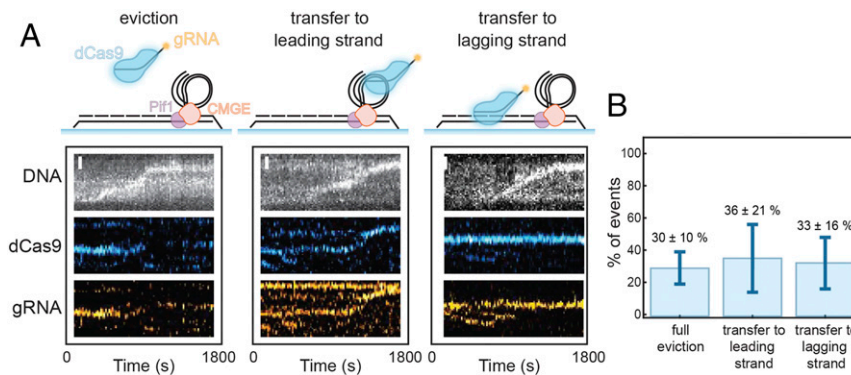 A
eviction
transfer to
leading strand
transfer to
lagging strand
gRNA
dCas9
Pif1
CMGE
DNA
dCas9
gRNA
0
1800
0
1800
0
1800
Time (s)
Time (s)
Time (s)
B
% of events
100
80
60
40
20
0
30 ± 10 %
36 ± 21 %
33 ± 16 %
full
eviction
transfer to
leading
strand
transfer to
lagging
strand